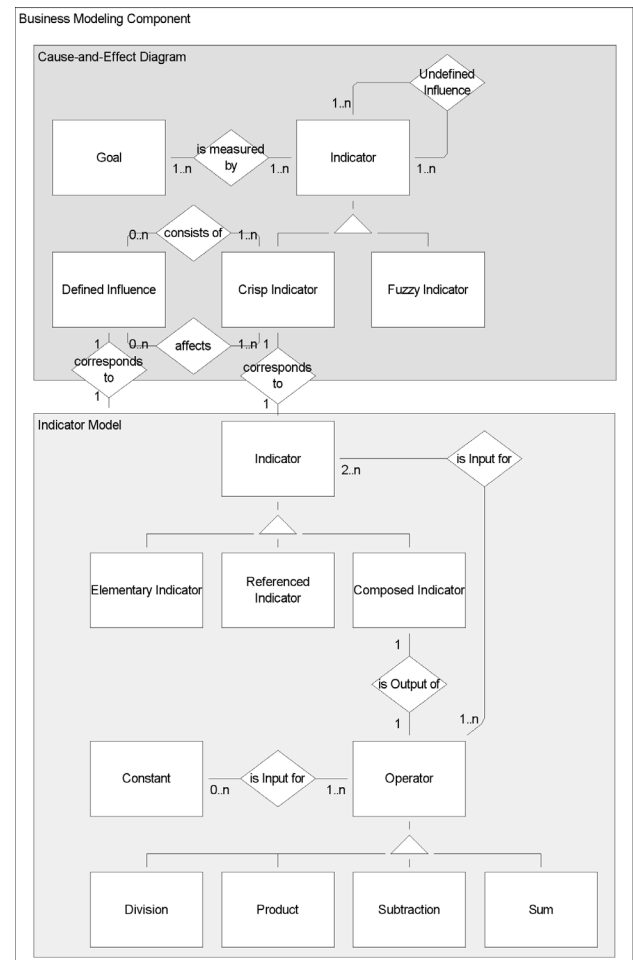 Business Modeling Component
Cause-and-Effect Diagram
Undefined
Influence
1..n
Goal
1..n
is measured
by
1..n
Indicator
1..n
0..n
consists of
1..n
Defined Influence
Crisp Indicator
Fuzzy Indicator
1
0..n
affects
1..n
1
corresponds
to
1
corresponds
to
1
Indicator Model
Indicator
2..n
is Input for
Elementary Indicator
Referenced
Indicator
Composed Indicator
1
is Output of
1
1..n
Constant
0..n
is Input for
1..n
Operator
Division
Product
Subtraction
Sum